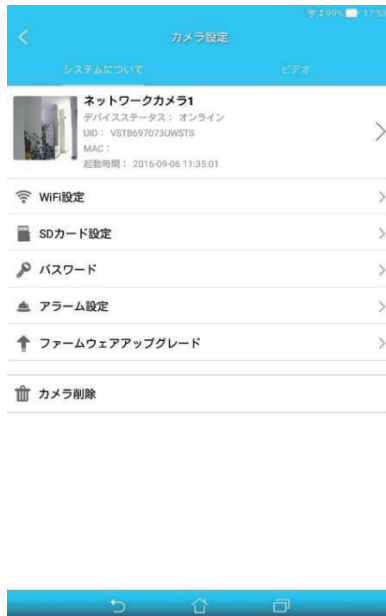 99% 17:53
カメラ設定
システムについて ビデオ
ネットワークカメラ1
デバイスステータス： オンライン
UID： VSTB697073UWSTS
MAC：
起動時間： 2016-09-06 11:35:01
WiFi設定
SDカード設定
パスワード
アラーム設定
ファームウェアアップグレード
カメラ削除